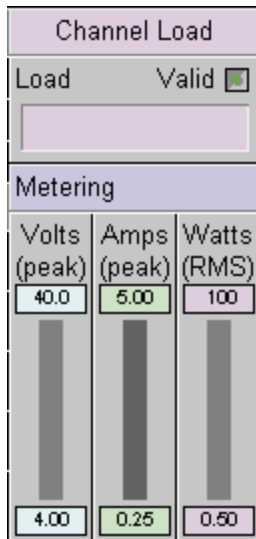 Channel Load
Load Valid
Metering
Volts Amps Watts
(peak) (peak) (RMS)
40.0 5.00 100
4.00 0.25 0.50